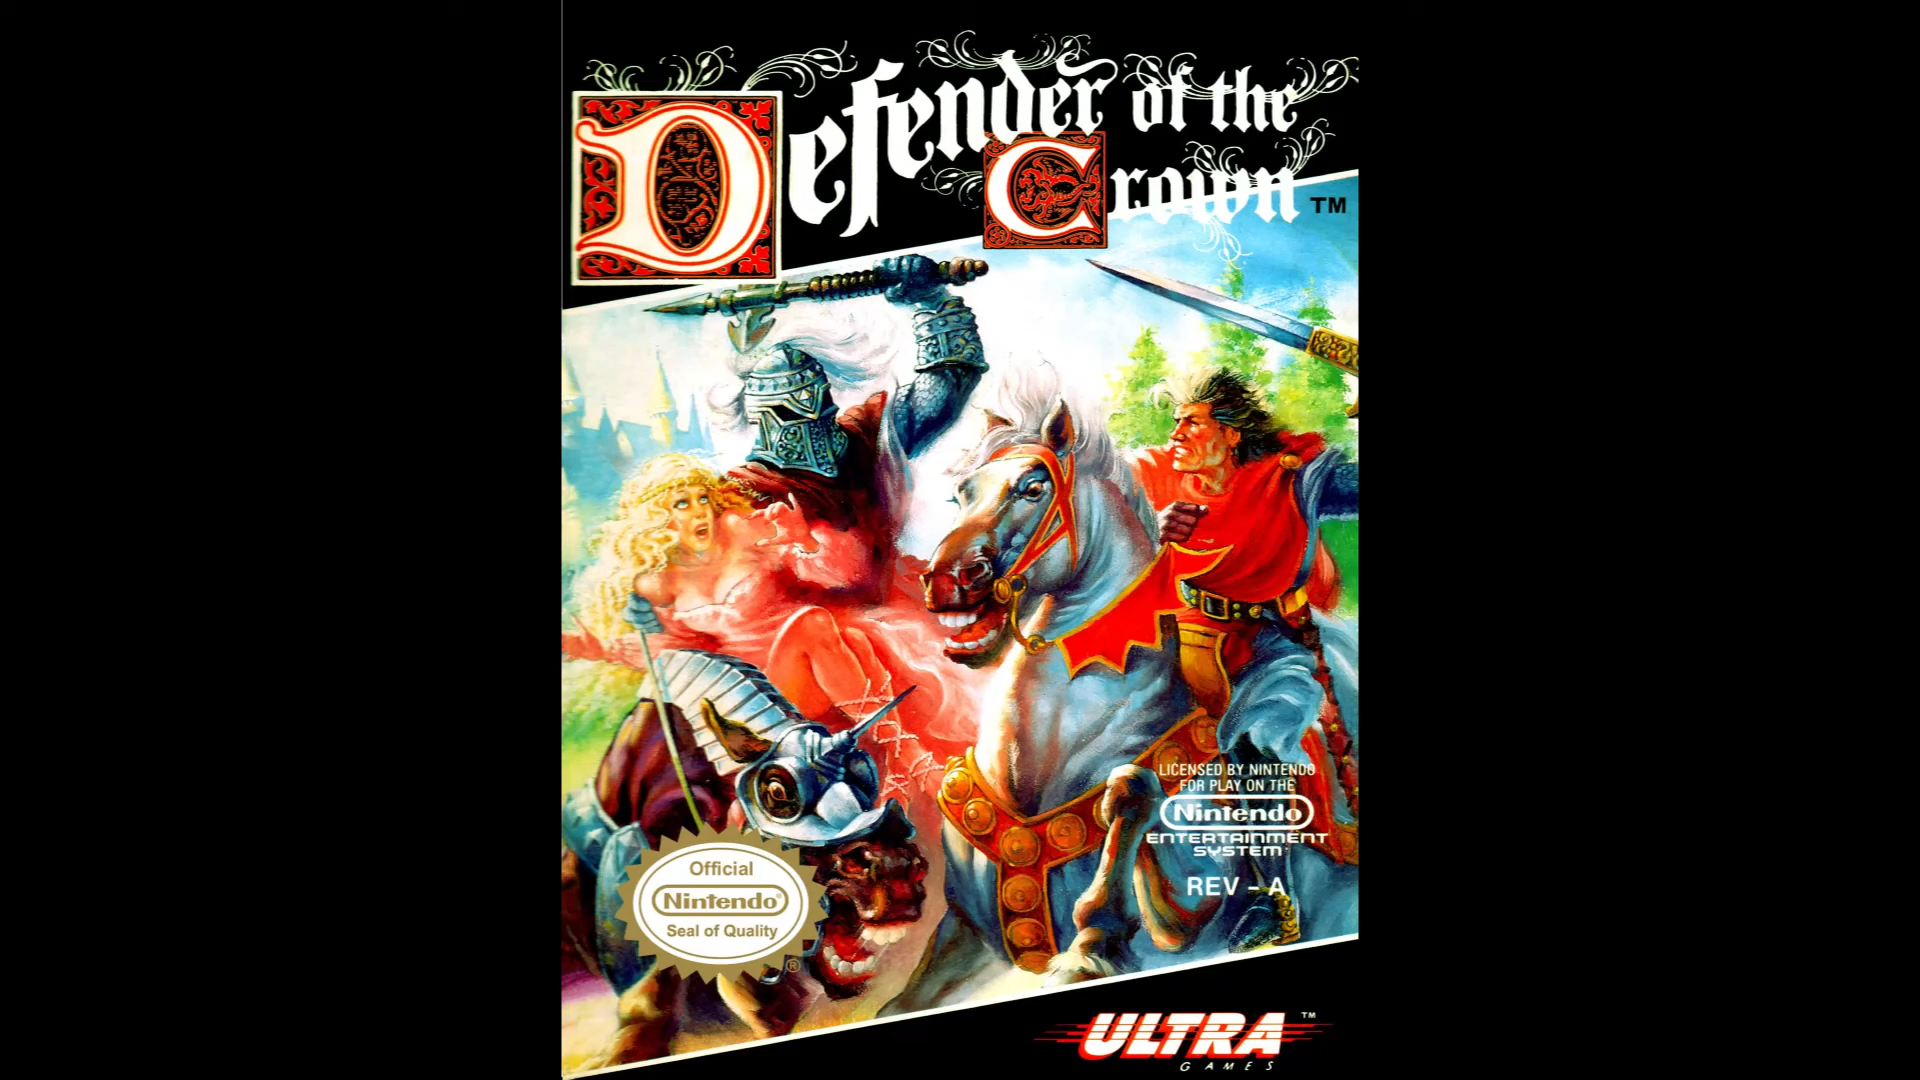 Defender of the
Crown™
LICENSED BY NINTENDO
FOR PLAY ON THE
Nintendo
ENTERTAINMENT
SYSTEM
REV - A
Official
Nintendo®
Seal of Quality
®
ULTRA™
GAMES